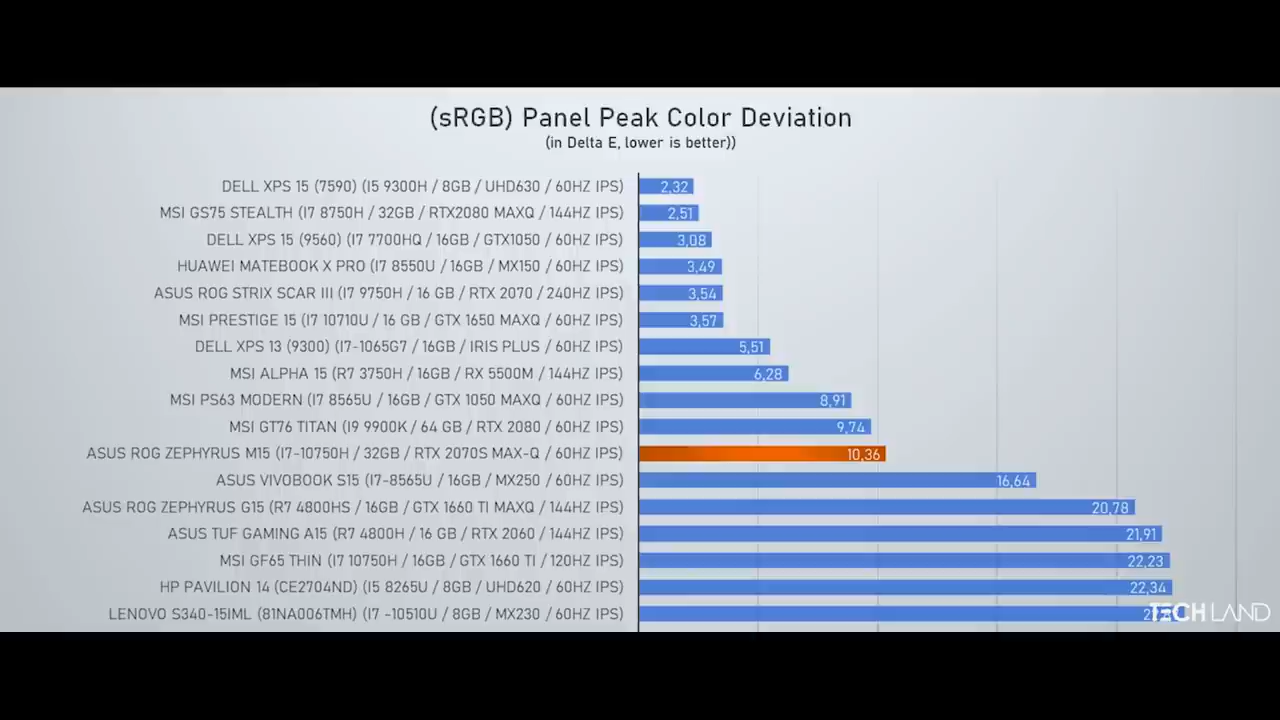 (sRGB) Panel Peak Color Deviation
(in Delta E, lower is better))
DELL XPS 15 (7590) (I5 9300H / 8GB / UHD630 / 60HZ IPS) 2,32
MSI GS75 STEALTH (I7 8750H / 32GB / RTX2080 MAXQ / 144HZ IPS) 2,51
DELL XPS 15 (9560) (I7 7700HQ / 16GB / GTX1050 / 60HZ IPS) 3,08
HUAWEI MATEBOOK X PRO (I7 8550U / 16GB / MX150 / 60HZ IPS) 3,49
ASUS ROG STRIX SCAR III (I7 9750H / 16 GB / RTX 2070 / 240HZ IPS) 3,54
MSI PRESTIGE 15 (I7 10710U / 16 GB / GTX 1650 MAXQ / 60HZ IPS) 3,57
DELL XPS 13 (9300) (I7-1065G7 / 16GB / IRIS PLUS / 60HZ IPS) 5,51
MSI ALPHA 15 (R7 3750H / 16GB / RX 5500M / 144HZ IPS) 6,28
MSI PS63 MODERN (I7 8565U / 16GB / GTX 1050 MAXQ / 60HZ IPS) 8,91
MSI GT76 TITAN (I9 9900K / 64 GB / RTX 2080 / 60HZ IPS) 9,74
ASUS ROG ZEPHYRUS M15 (I7-10750H / 32GB / RTX 2070S MAX-Q / 60HZ IPS) 10,36
ASUS VIVOBOOK S15 (I7-8565U / 16GB / MX250 / 60HZ IPS) 16,64
ASUS ROG ZEPHYRUS G15 (R7 4800HS / 16GB / GTX 1660 TI MAXQ / 144HZ IPS) 20,78
ASUS TUF GAMING A15 (R7 4800H / 16 GB / RTX 2060 / 144HZ IPS) 21,91
MSI GF65 THIN (I7 10750H / 16GB / GTX 1660 TI / 120HZ IPS) 22,23
HP PAVILION 14 (CE2704ND) (I5 8265U / 8GB / UHD620 / 60HZ IPS) 22,34
LENOVO S340-15IML (81NA006TMH) (I7 -10510U / 8GB / MX230 / 60HZ IPS)
TECHLAND